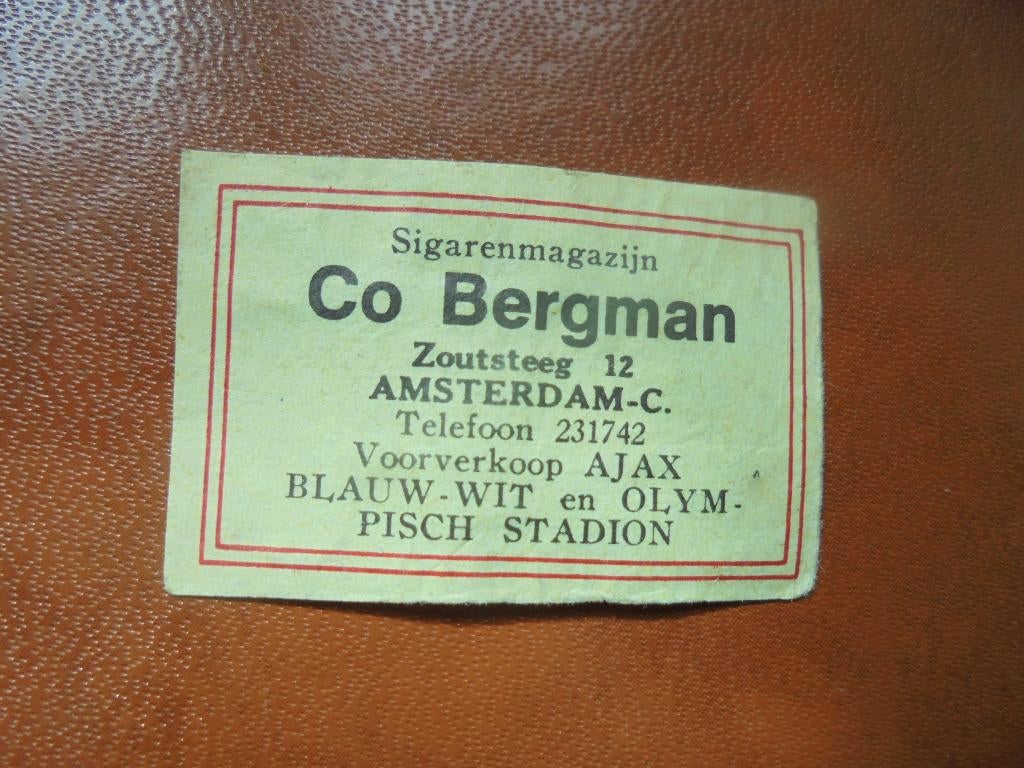 Sigarenmagazijn
Co Bergman
Zoutsteeg 12
AMSTERDAM-C.
Telefoon 231742
Voorverkoop AJAX
BLAUW-WIT en OLYM-
PISCH STADION